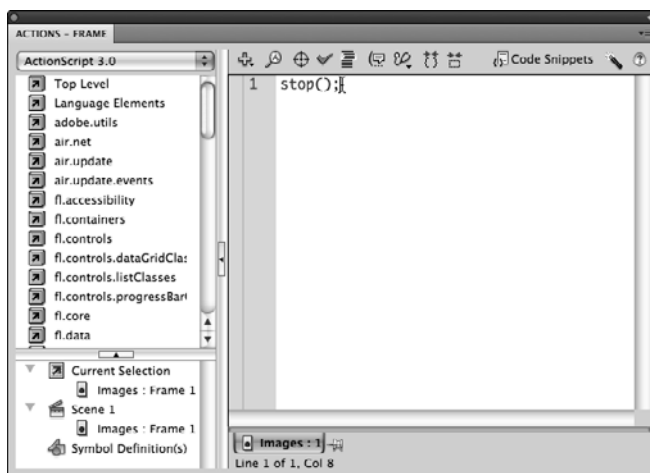 ACTIONS – FRAME
ActionScript 3.0
Top Level
Language Elements
adobe.utils
air.net
air.update
air.update.events
fl.accessibility
fl.containers
fl.controls
fl.controls.dataGridClas
fl.controls.listClasses
fl.controls.progressBar
fl.core
fl.data
Current Selection
Images : Frame 1
Scene 1
Images : Frame 1
Symbol Definition(s)
Code Snippets
1 stop();
Images : 1
Line 1 of 1, Col 8